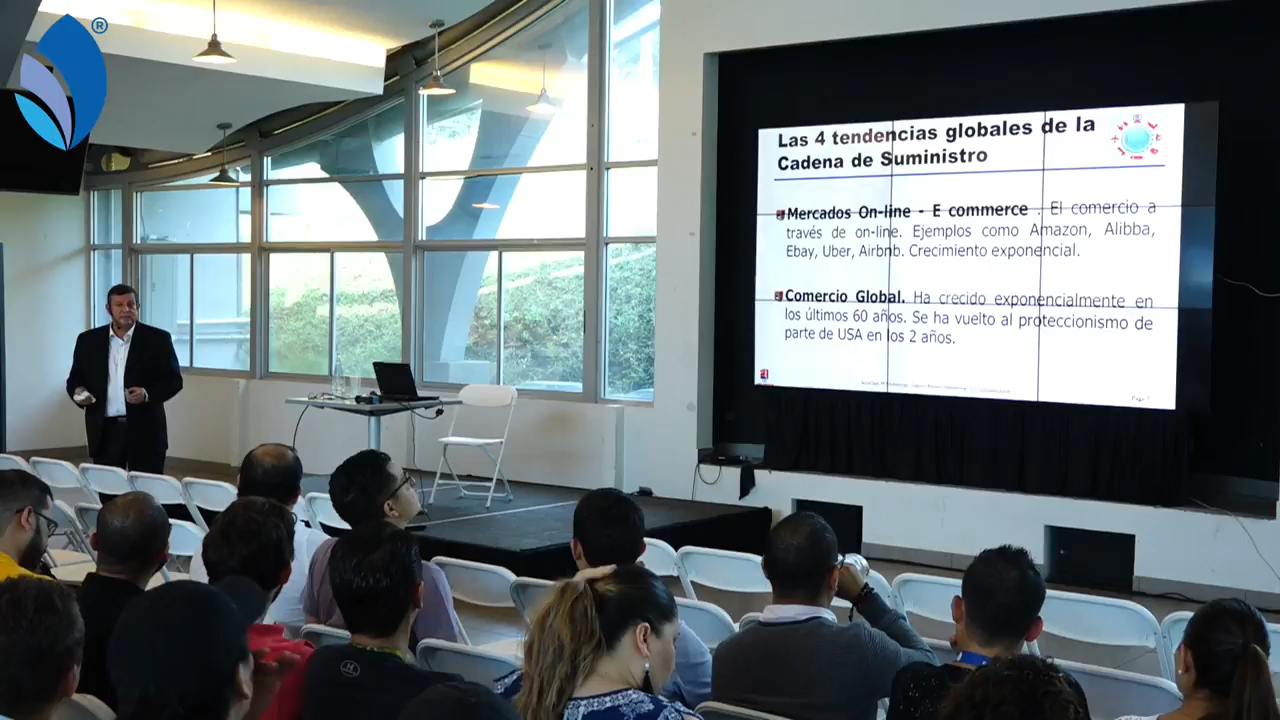 ®
Las 4 tendencias globales de la
Cadena de Suministro
Mercados On-line - E commerce . El comercio a
través de on-line. Ejemplos como Amazon, Alibba,
Ebay, Uber, Airbnb. Crecimiento exponencial.
Comercio Global. Ha crecido exponencialmente en
los últimos 60 años. Se ha vuelto al proteccionismo de
parte de USA en los 2 años.